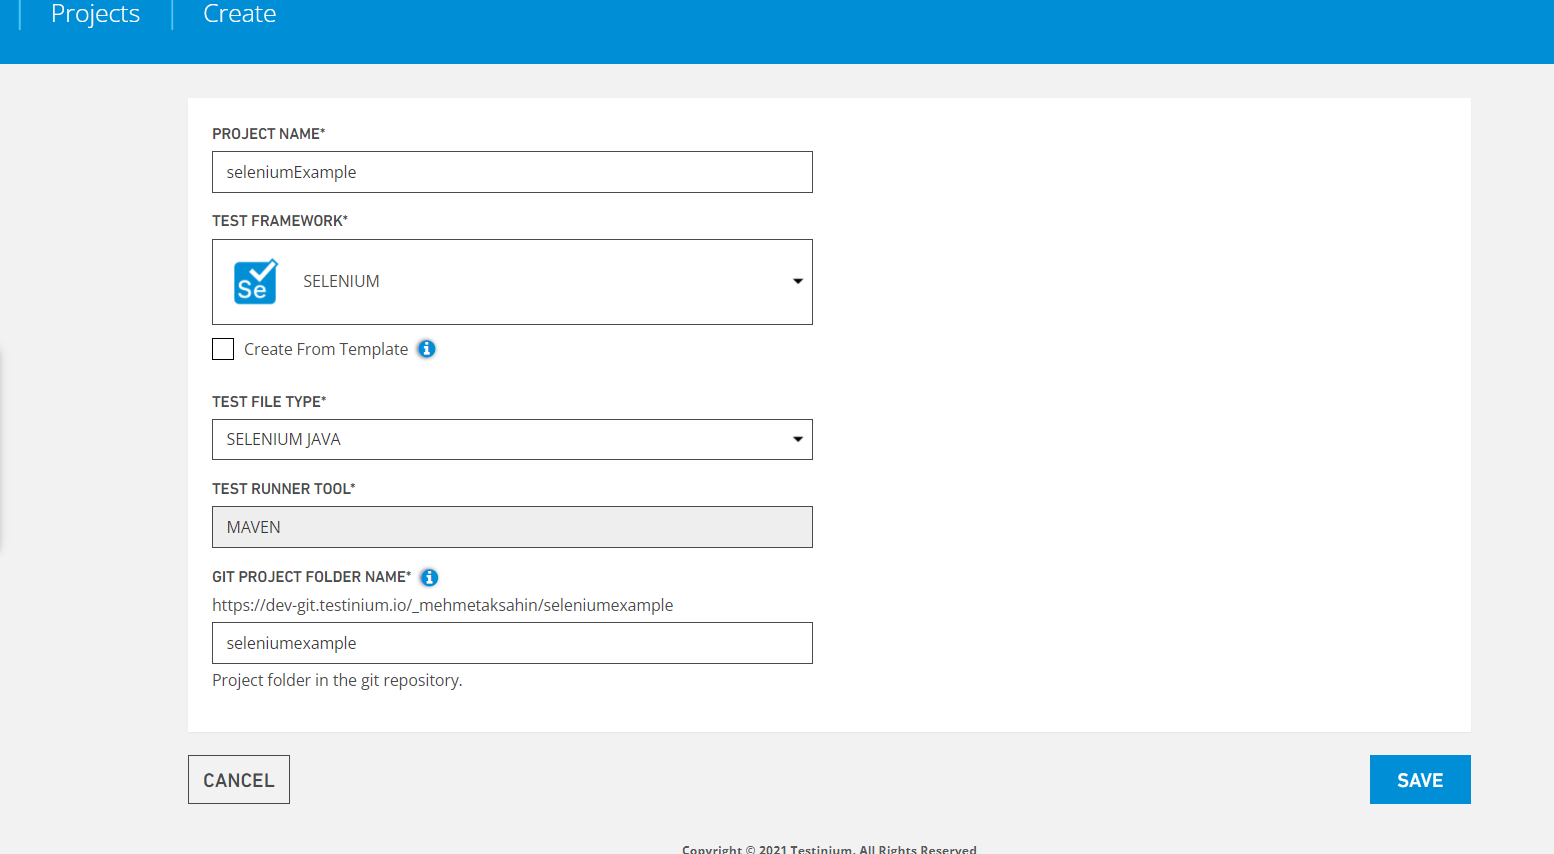 Projects
Create
PROJECT NAME*
seleniumExample
TEST FRAMEWORK*
Se
SELENIUM
Create From Template
TEST FILE TYPE*
SELENIUM JAVA
TEST RUNNER TOOL*
MAVEN
GIT PROJECT FOLDER NAME*
https://dev-git.testinium.io/_mehmetaksahin/seleniumexample
seleniumexample
Project folder in the git repository.
CANCEL
SAVE
Copyright © 2021 Testinium. All Rights Reserved